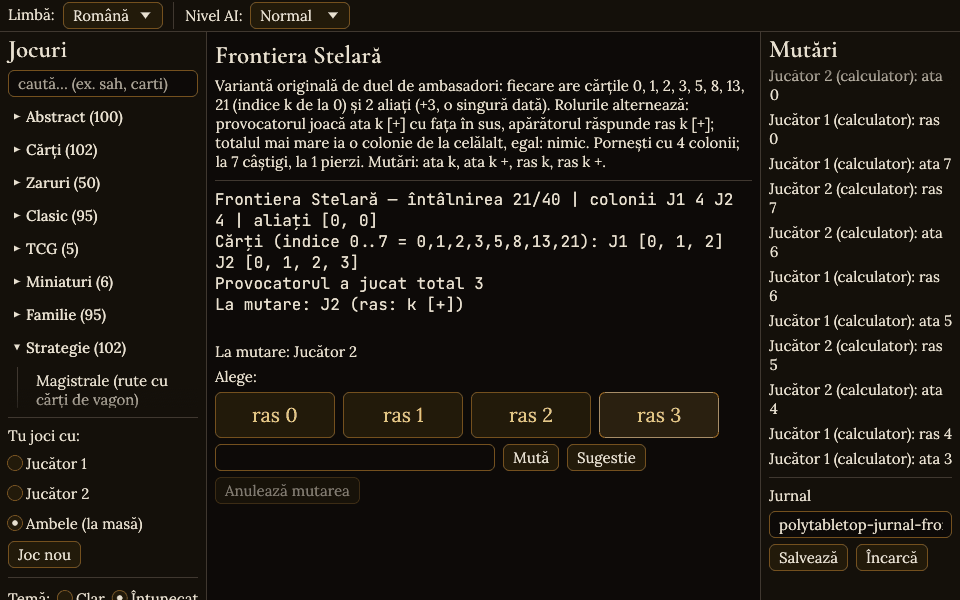 Limbă: Română ▼ Nivel AI: Normal ▼
Jocuri
caută... (ex. sah, carti)
▸ Abstract (100)
▸ Cărți (102)
▸ Zaruri (50)
▸ Clasic (95)
▸ TCG (5)
▸ Miniaturi (6)
▸ Familie (95)
▾ Strategie (102)
Magistrale (rute cu
cărți de vagon)
Tu joci cu:
Jucător 1
Jucător 2
Ambele (la masă)
Joc nou
Temă: Clar Întunecat
Frontiera Stelară
Variantă originală de duel de ambasadori: fiecare are cărțile 0, 1, 2, 3, 5, 8, 13,
21 (indice k de la 0) și 2 aliați (+3, o singură dată). Rolurile alternează:
provocatorul joacă ata k [+] cu fața în sus, apărătorul răspunde ras k [+];
totalul mai mare ia o colonie de la celălalt, egal: nimic. Pornești cu 4 colonii;
la 7 câștigi, la 1 pierzi. Mutări: ata k, ata k +, ras k, ras k +.
Frontiera Stelară — întâlnirea 21/40 | colonii J1 4 J2
4 | aliați [0, 0]
Cărți (indice 0..7 = 0,1,2,3,5,8,13,21): J1 [0, 1, 2]
J2 [0, 1, 2, 3]
Provocatorul a jucat total 3
La mutare: J2 (ras: k [+])
La mutare: Jucător 2
Alege:
ras 0 ras 1 ras 2 ras 3
Mută Sugestie
Anulează mutarea
Mutări
Jucător 2 (calculator): ata
0
Jucător 1 (calculator): ras
0
Jucător 1 (calculator): ata 7
Jucător 2 (calculator): ras
7
Jucător 2 (calculator): ata
6
Jucător 1 (calculator): ras
6
Jucător 1 (calculator): ata 5
Jucător 2 (calculator): ras
5
Jucător 2 (calculator): ata
4
Jucător 1 (calculator): ras 4
Jucător 1 (calculator): ata 3
Jurnal
polytabletop-jurnal-fro
Salvează Încarcă